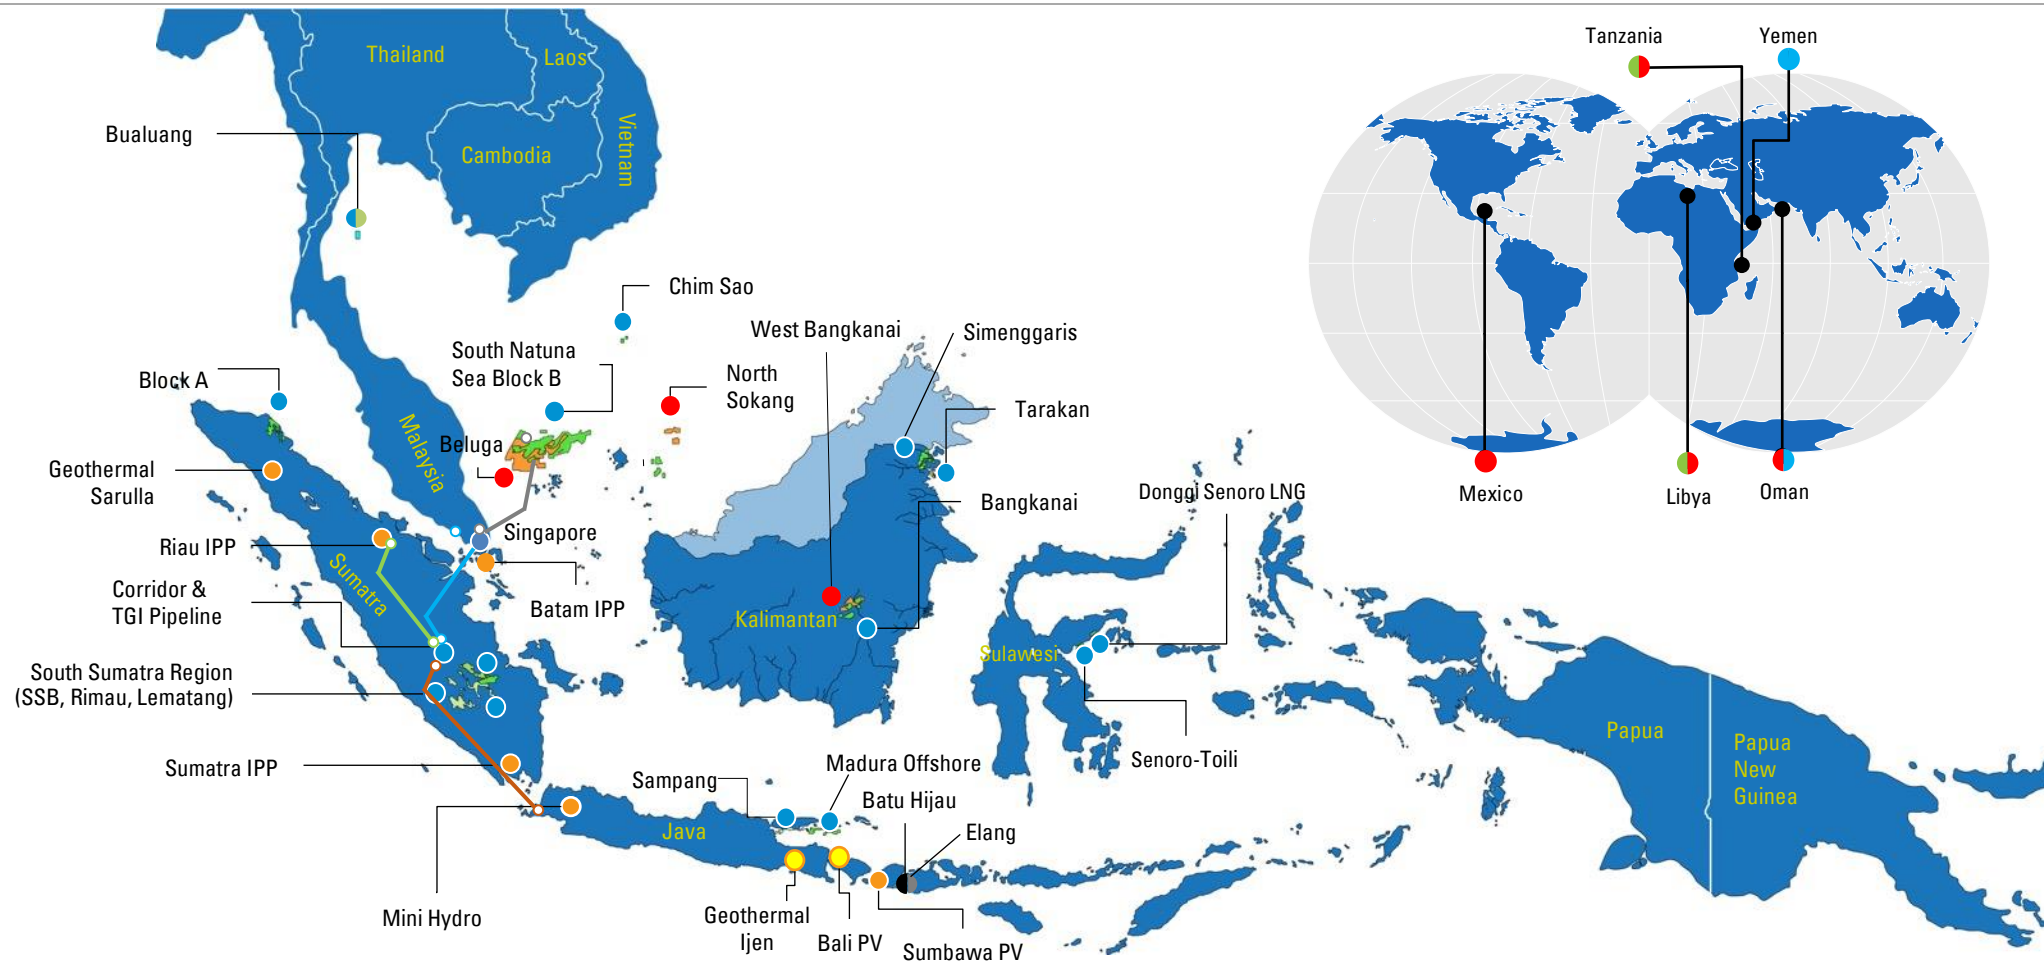 Tanzania
Yemen
Thailand
Laos
Vietnam
Cambodia
Bualuang
Chim Sao
West Bangkanai
Simenggaris
South Natuna
Sea Block B
North
Sokang
Block A
Tarakan
Malaysia
Beluga
Geothermal
Sarulla
Mexico
Libya
Oman
Donggi Senoro LNG
Bangkanai
Singapore
Riau IPP
Sumatra
Corridor &
TGI Pipeline
Batam IPP
Kalimantan
Sulawesi
South Sumatra Region
(SSB, Rimau, Lematang)
Papua
Papua
New
Guinea
Senoro-Toili
Sumatra IPP
Sampang
Madura Offshore
Batu Hijau
Java
Elang
Mini Hydro
Geothermal
Ijen
Bali PV
Sumbawa PV